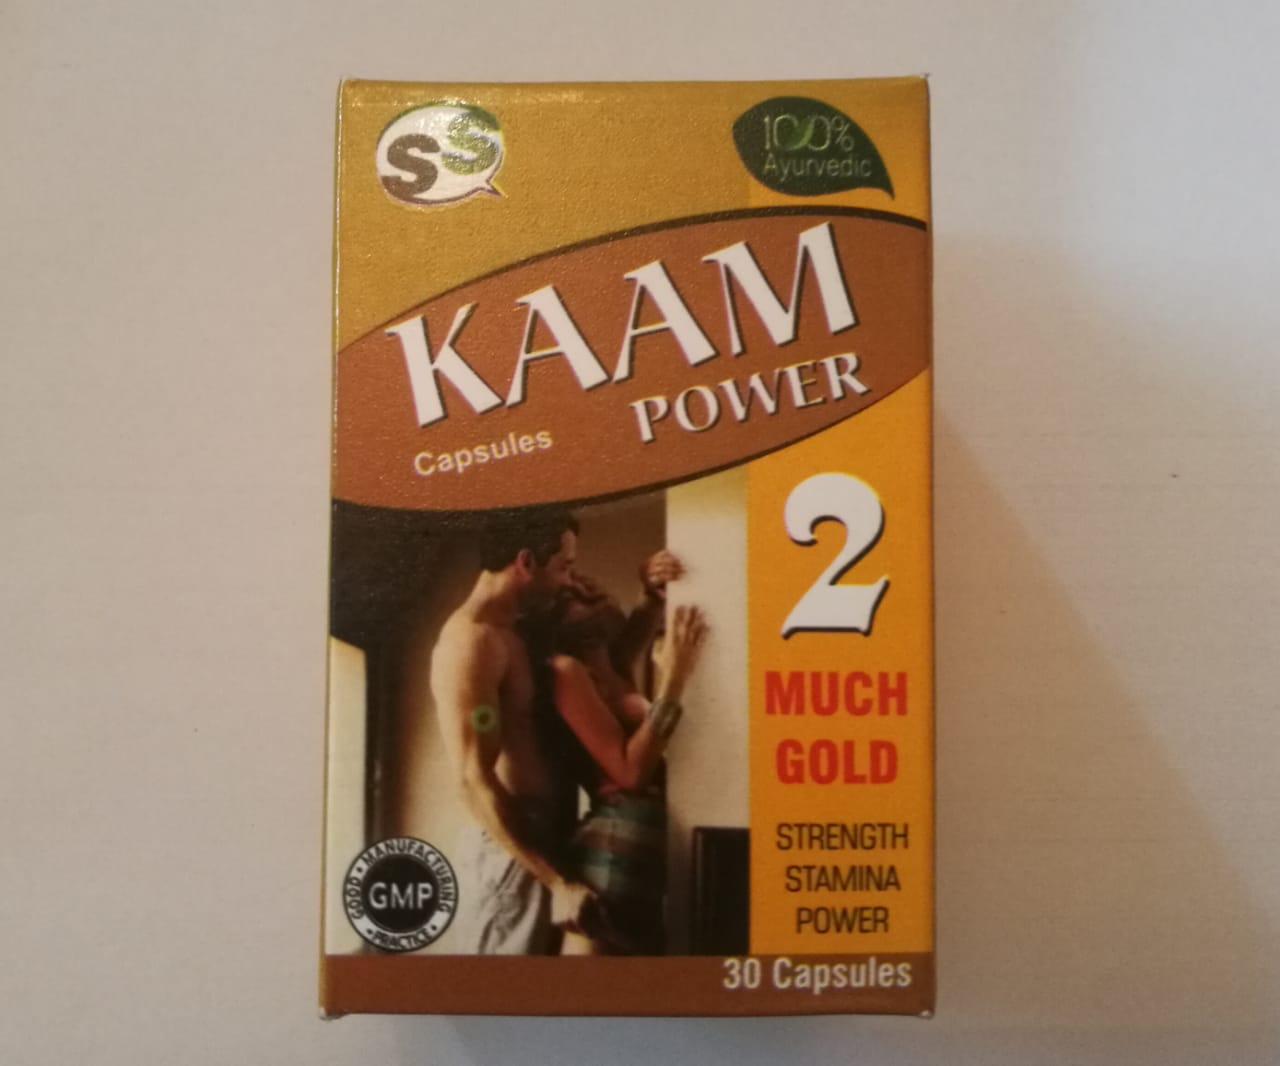 SS
100%
Ayurvedic
KAAM
POWER
Capsules
2
MUCH
GOLD
STRENGTH
STAMINA
POWER
GOOD • MANUFACTURING
GMP
• PRACTICE •
30 Capsules